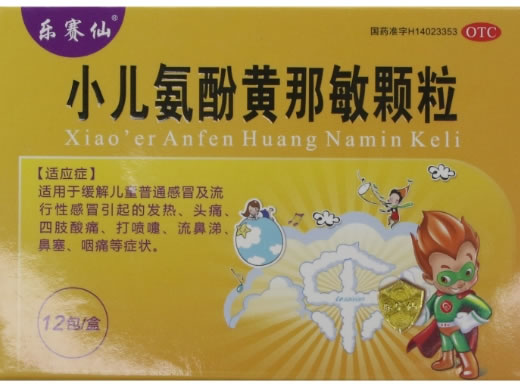 乐赛仙
国药准字H14023353
OTC
小儿氨酚黄那敏颗粒
Xiao'er Anfen Huang Namin Keli
【适应症】
适用于缓解儿童普通感冒及流
行性感冒引起的发热、头痛、
四肢酸痛、打喷嚏、流鼻涕、
鼻塞、咽痛等症状。
乐
12包/盒